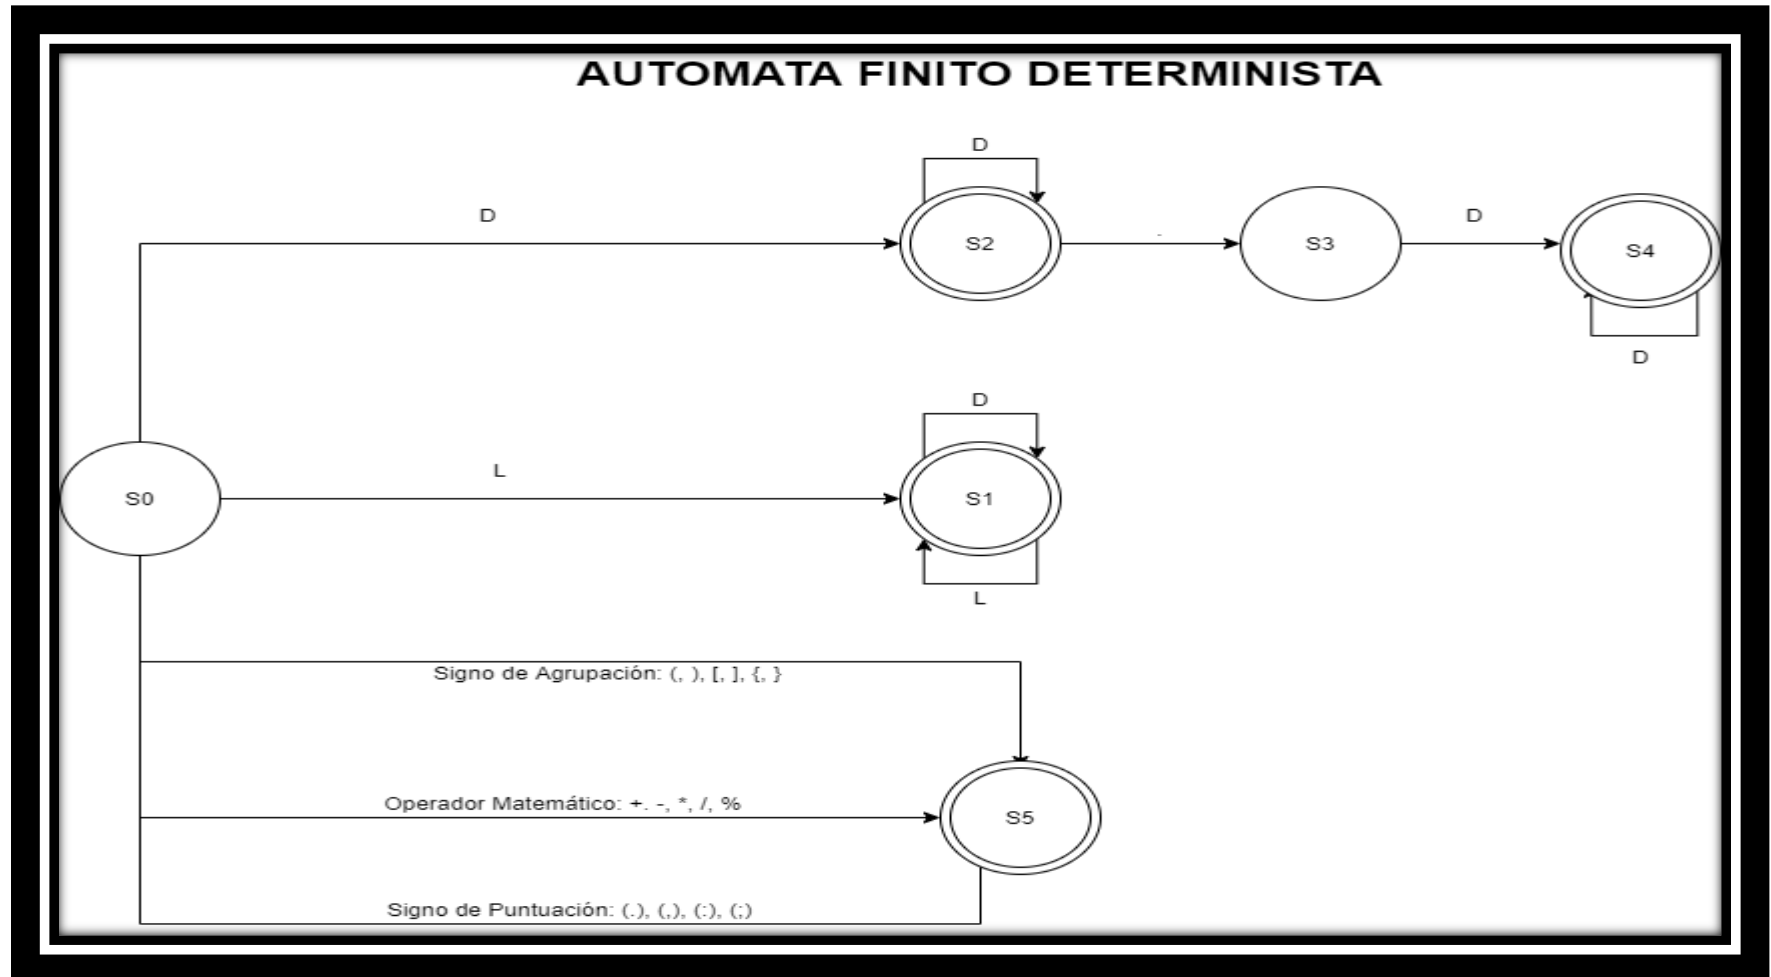 AUTOMATA FINITO DETERMINISTA
D
D
S2
.
S3
D
S4
D
D
L
S0
S1
L
Signo de Agrupación: (, ), [, ], {, }
Operador Matemático: +. -, *, /, %
S5
Signo de Puntuación: (.), (,), (:), (;)